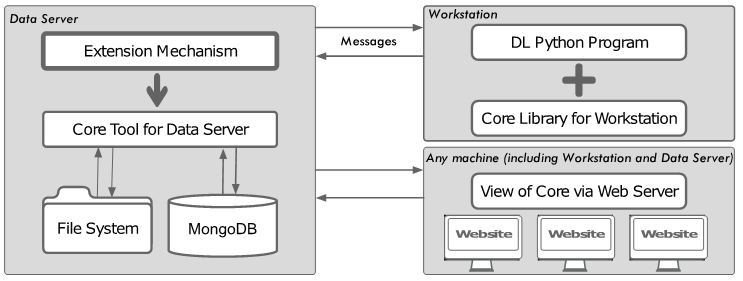 Data Server
Extension Mechanism
Core Tool for Data Server
File System
MongoDB
Messages
Workstation
DL Python Program
Core Library for Workstation
Any machine (including Workstation and Data Server)
View of Core via Web Server
Website
Website
Website